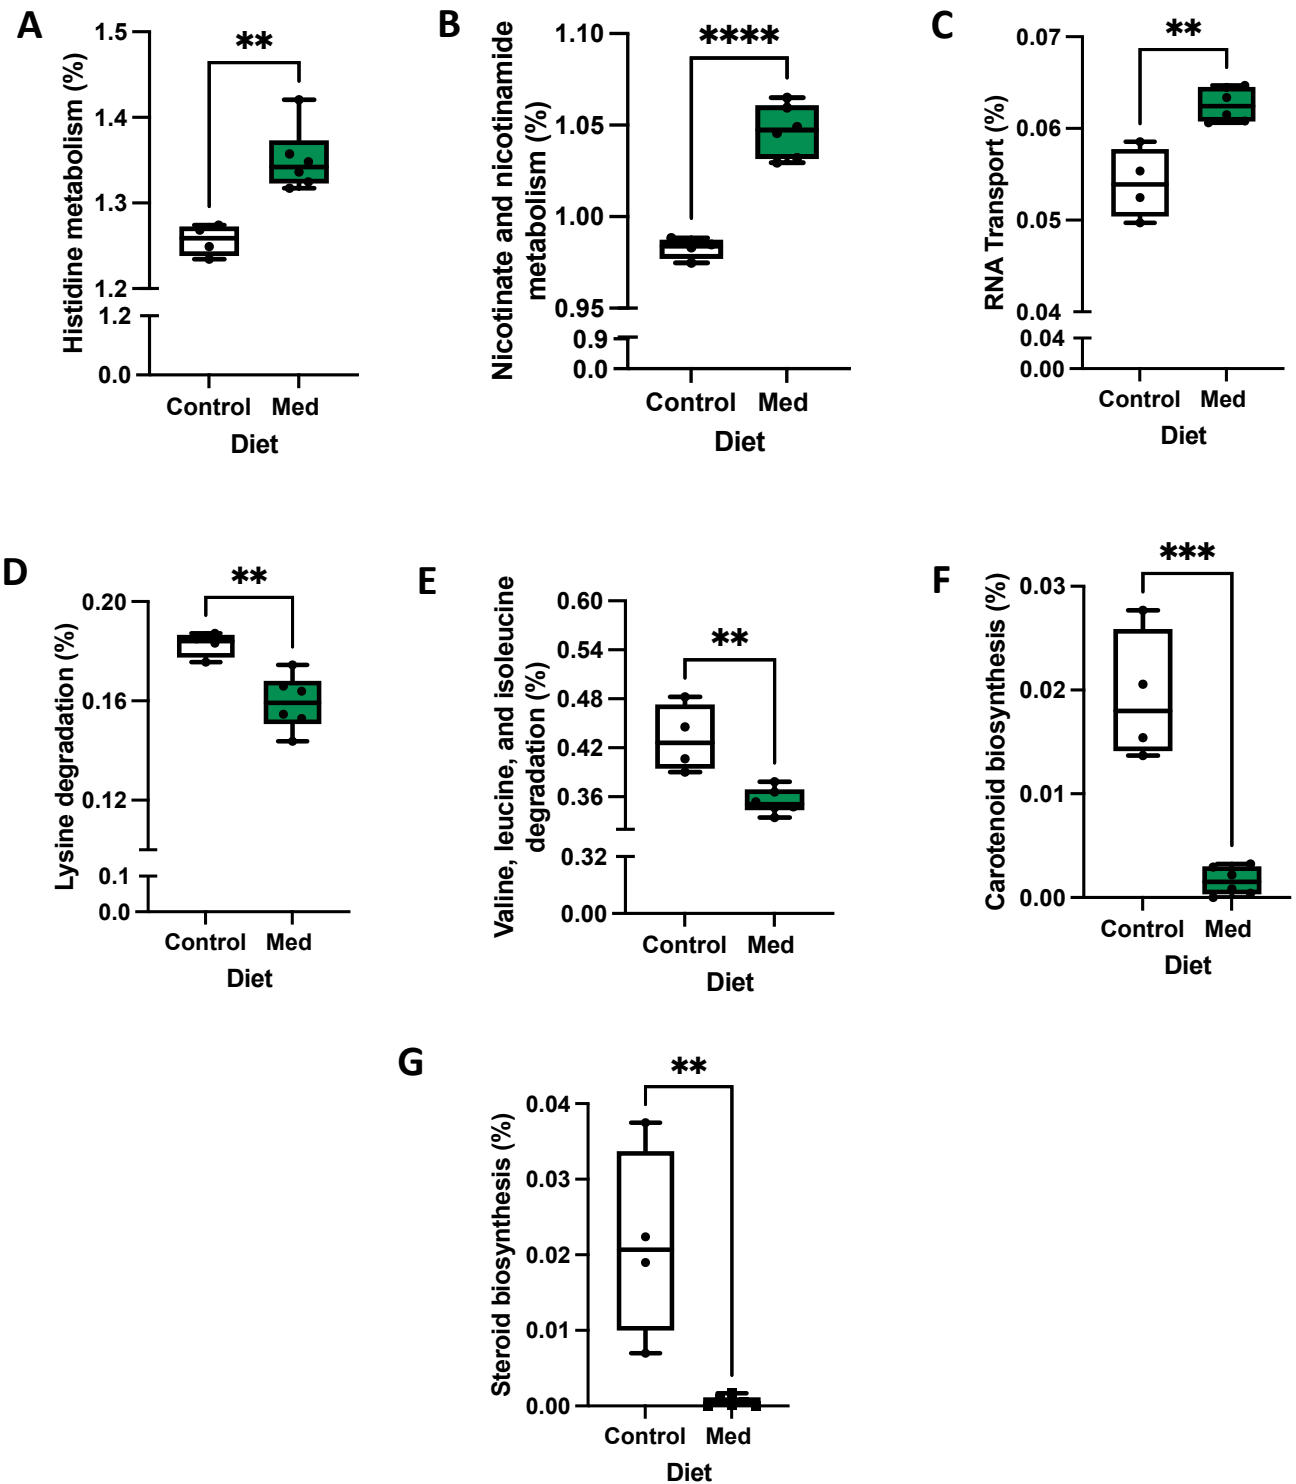 A
Histidine metabolism (%)
1.5
1.4
1.3
1.2
1.2
0.0
**
Control Med
Diet
B
Nicotinate and nicotinamide
metabolism (%)
1.10
1.05
1.00
0.95
0.9
0.0
****
Control Med
Diet
C
RNA Transport (%)
0.07
0.06
0.05
0.04
0.04
0.00
**
Control Med
Diet
D
Lysine degradation (%)
0.20
0.16
0.12
0.1
0.0
**
Control Med
Diet
E
Valine, leucine, and isoleucine
degradation (%)
0.60
0.54
0.48
0.42
0.36
0.32
0.00
**
Control Med
Diet
F
Carotenoid biosynthesis (%)
0.03
0.02
0.01
0.00
***
Control Med
Diet
G
Steroid biosynthesis (%)
0.04
0.03
0.02
0.01
0.00
**
Control Med
Diet